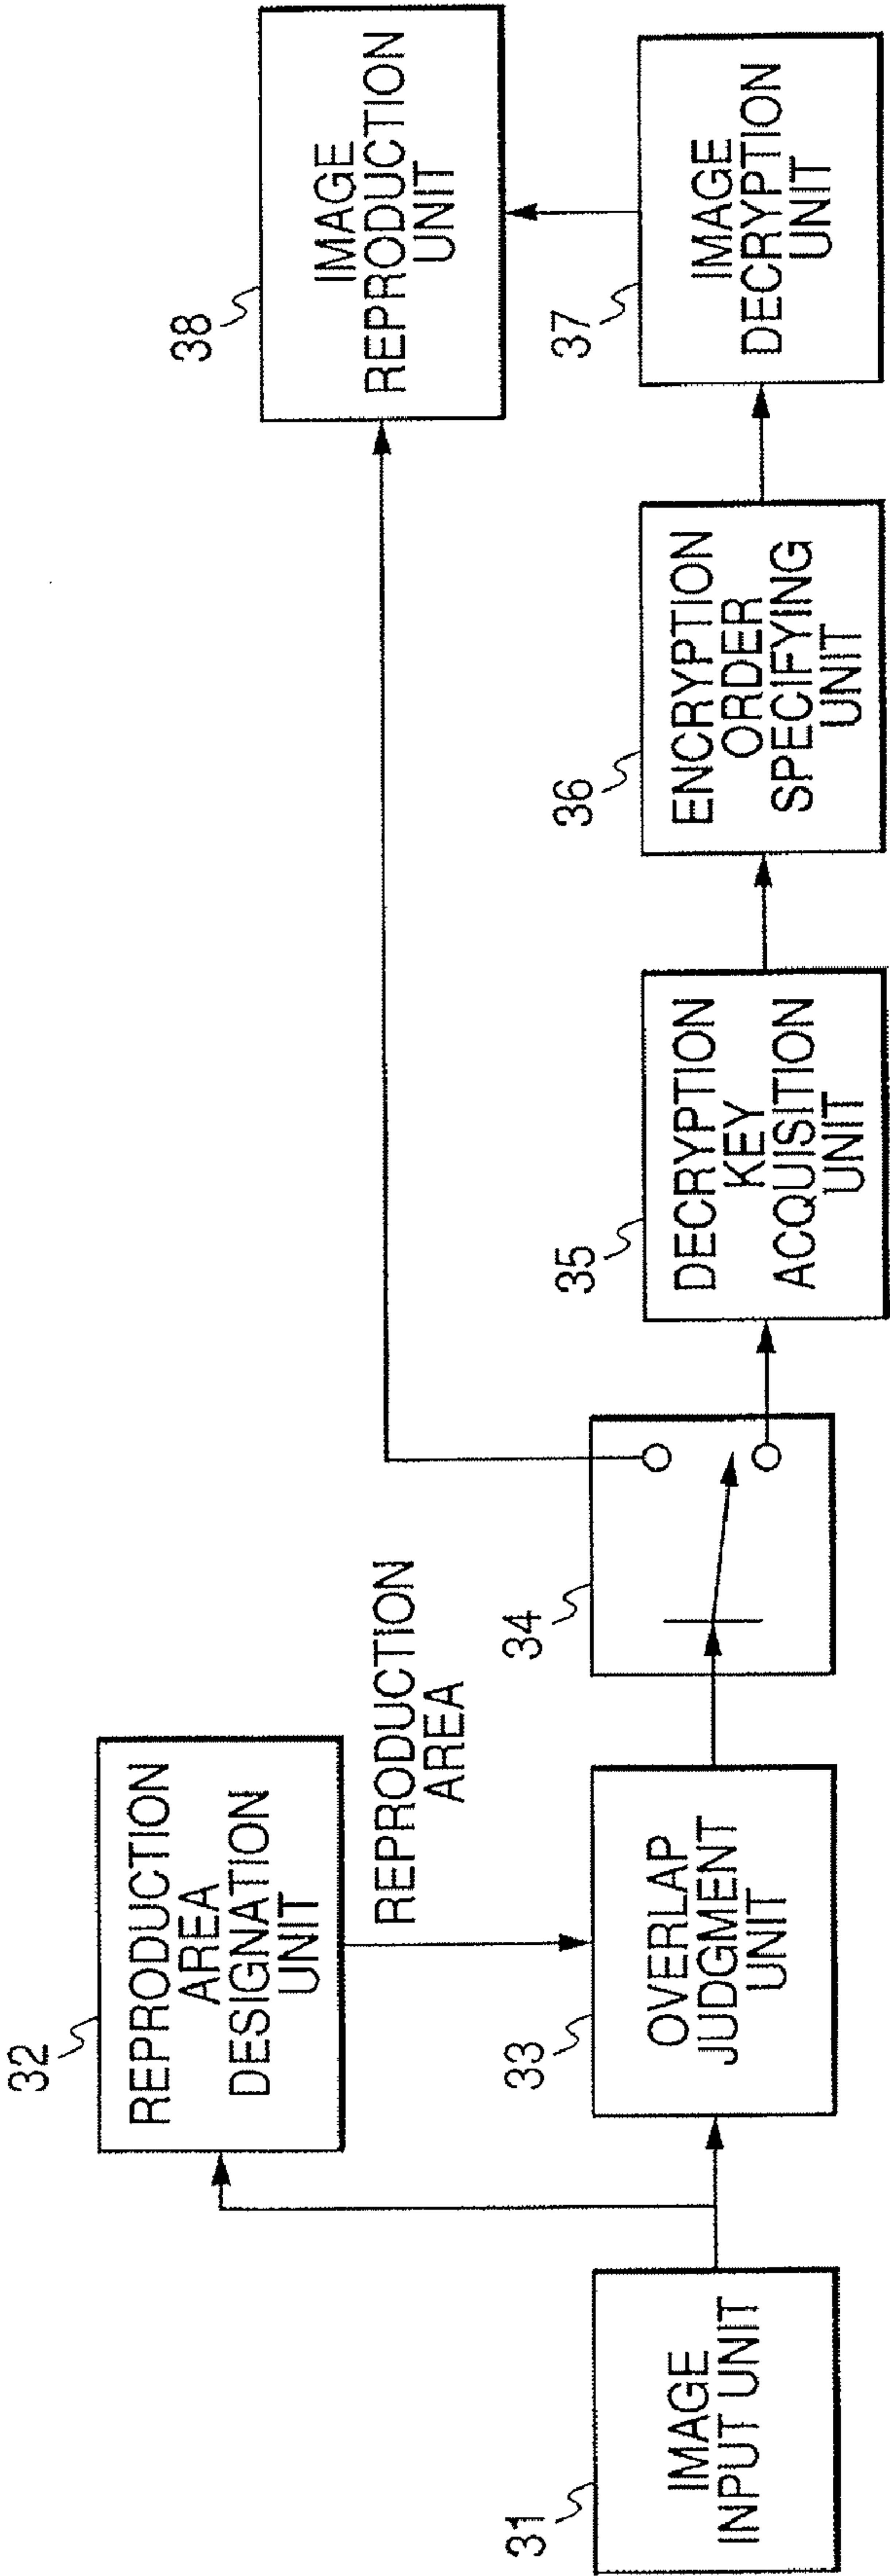 31
IMAGE
INPUT UNIT
32
REPRODUCTION
AREA
DESIGNATION
UNIT
REPRODUCTION
AREA
33
OVERLAP
JUDGMENT
UNIT
34
35
DECRYPTION
KEY
ACQUISITION
UNIT
36
ENCRYPTION
ORDER
SPECIFYING
UNIT
37
IMAGE
DECRYPTION
UNIT
38
IMAGE
REPRODUCTION
UNIT